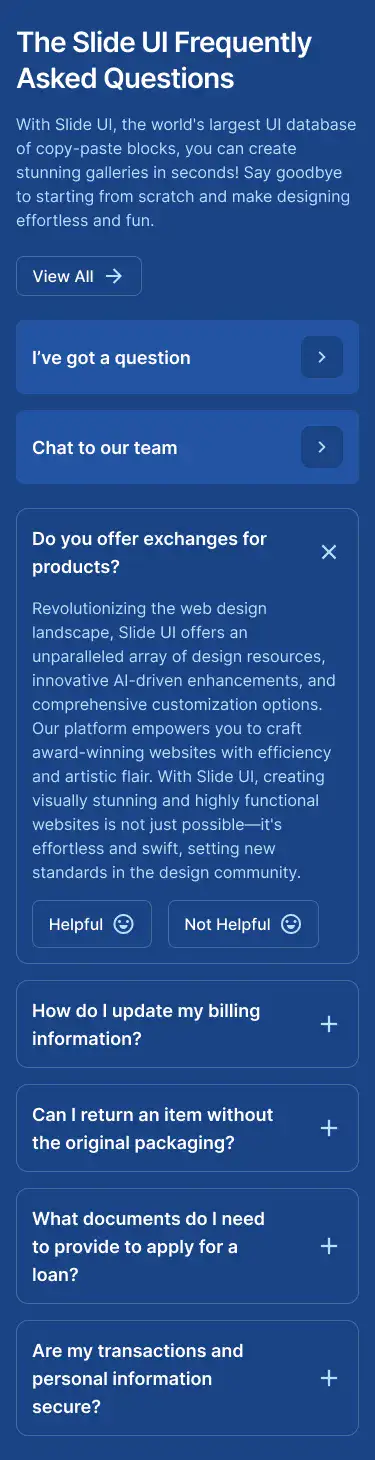 The Slide UI Frequently
Asked Questions
With Slide UI, the world's largest UI database
of copy-paste blocks, you can create
stunning galleries in seconds! Say goodbye
to starting from scratch and make designing
effortless and fun.
View All
I’ve got a question
Chat to our team
Do you offer exchanges for
products?
Revolutionizing the web design
landscape, Slide UI offers an
unparalleled array of design resources,
innovative AI-driven enhancements, and
comprehensive customization options.
Our platform empowers you to craft
award-winning websites with efficiency
and artistic flair. With Slide UI, creating
visually stunning and highly functional
websites is not just possible—it's
effortless and swift, setting new
standards in the design community.
Helpful
Not Helpful
How do I update my billing
information?
Can I return an item without
the original packaging?
What documents do I need
to provide to apply for a
loan?
Are my transactions and
personal information
secure?